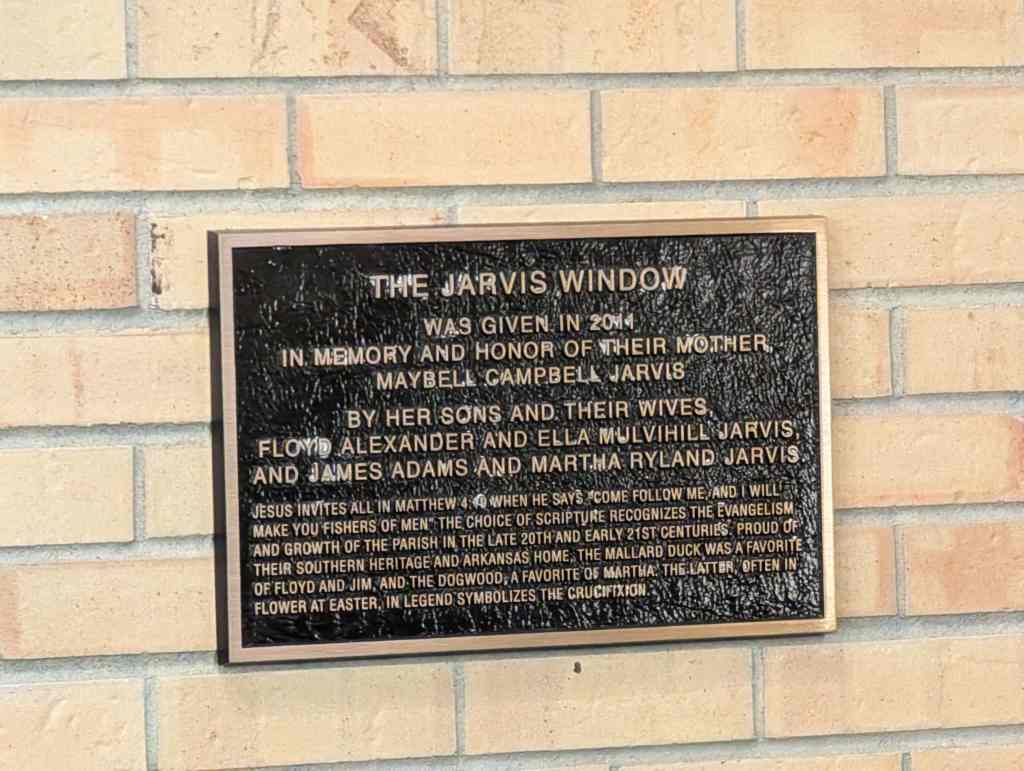 THE JARVIS WINDOW
WAS GIVEN IN
IN MEMORY AND HONOR OF THEIR MOTHER,
MAYBELL CAMPBELL JARVIS
BY HER SONS AND THEIR WIVES,
FLOYD ALEXANDER AND ELLA MULVIHILL JARVIS,
AND JAMES ADAMS AND MARTHA RYLAND JARVIS
JESUS INVITES ALL IN MATTHEW WHEN HE SAYS "COME FOLLOW ME, AND I WILL
MAKE YOU FISHERS OF MEN" THE CHOICE OF SCRIPTURE RECOGNIZES THE EVANGELISM
AND GROWTH OF THE PARISH IN THE LATE 20TH AND EARLY 21ST CENTURIES. PROUD OF
THEIR SOUTHERN HERITAGE AND ARKANSAS HOME, THE MALLARD DUCK WAS A FAVORITE
OF FLOYD AND JIM, AND THE DOGWOOD, A FAVORITE OF MARTHA. THE LATTER, OFTEN IN
FLOWER AT EASTER, IN LEGEND SYMBOLIZES THE CRUCIFIXION.